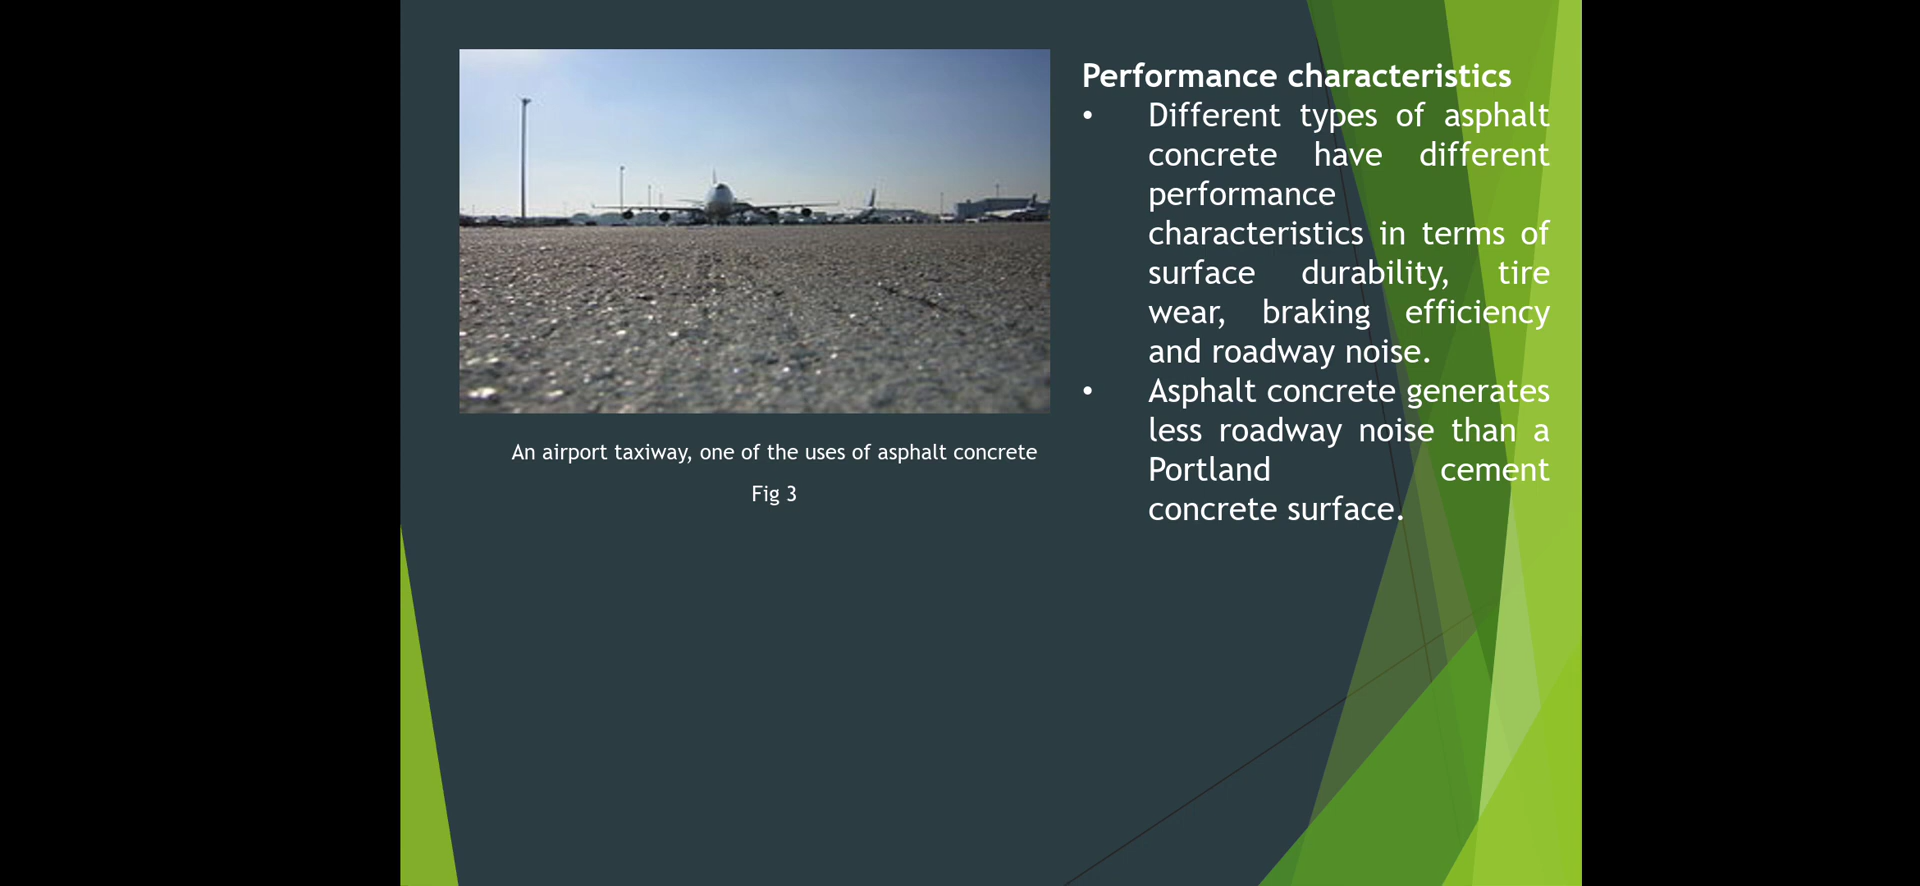 Performance characteristics
• Different types of asphalt
concrete have different
performance
characteristics in terms of
surface durability, tire
wear, braking efficiency
and roadway noise.
• Asphalt concrete generates
less roadway noise than a
Portland cement
concrete surface.
An airport taxiway, one of the uses of asphalt concrete
Fig 3